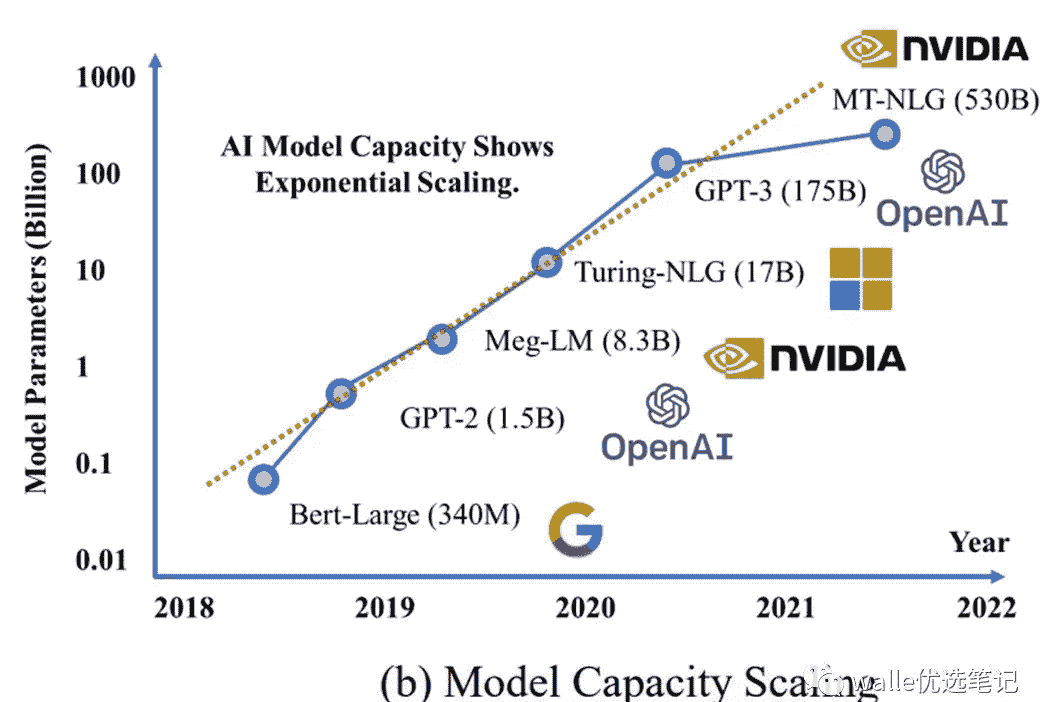 1000
100
10
1
0.1
0.01
Model Parameters (Billion)
AI Model Capacity Shows
Exponential Scaling.
NVIDIA
MT-NLG (530B)
GPT-3 (175B)
OpenAI
Turing-NLG (17B)
Meg-LM (8.3B)
NVIDIA
GPT-2 (1.5B)
OpenAI
Bert-Large (340M)
Year
2018 2019 2020 2021 2022
(b) Model Capacity Scaling
walle优选笔记